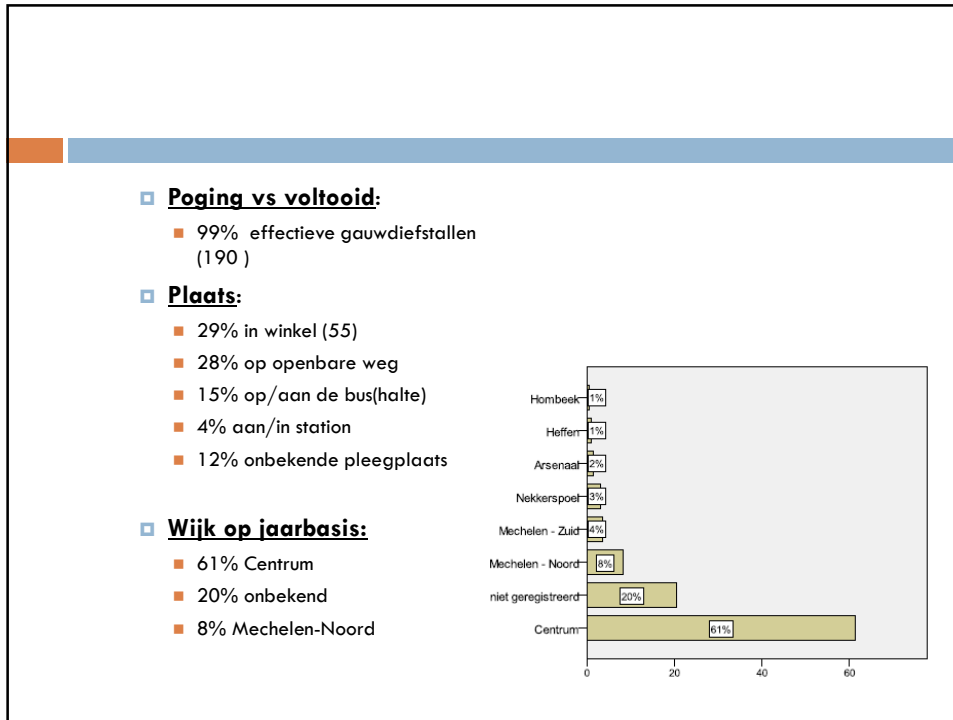 Poging vs voltooid:
99% effectieve gauwdiefstallen
(190 )
Plaats:
29% in winkel (55)
28% op openbare weg
15% op/aan de bus(halte)
4% aan/in station
12% onbekende pleegplaats
Wijk op jaarbasis:
61% Centrum
20% onbekend
8% Mechelen-Noord
Hombeek 1%
Heffen 1%
Arsenaal 2%
Nekkerspoel 3%
Mechelen - Zuid 4%
Mechelen - Noord 8%
niet geregistreerd 20%
Centrum 61%
0 20 40 60